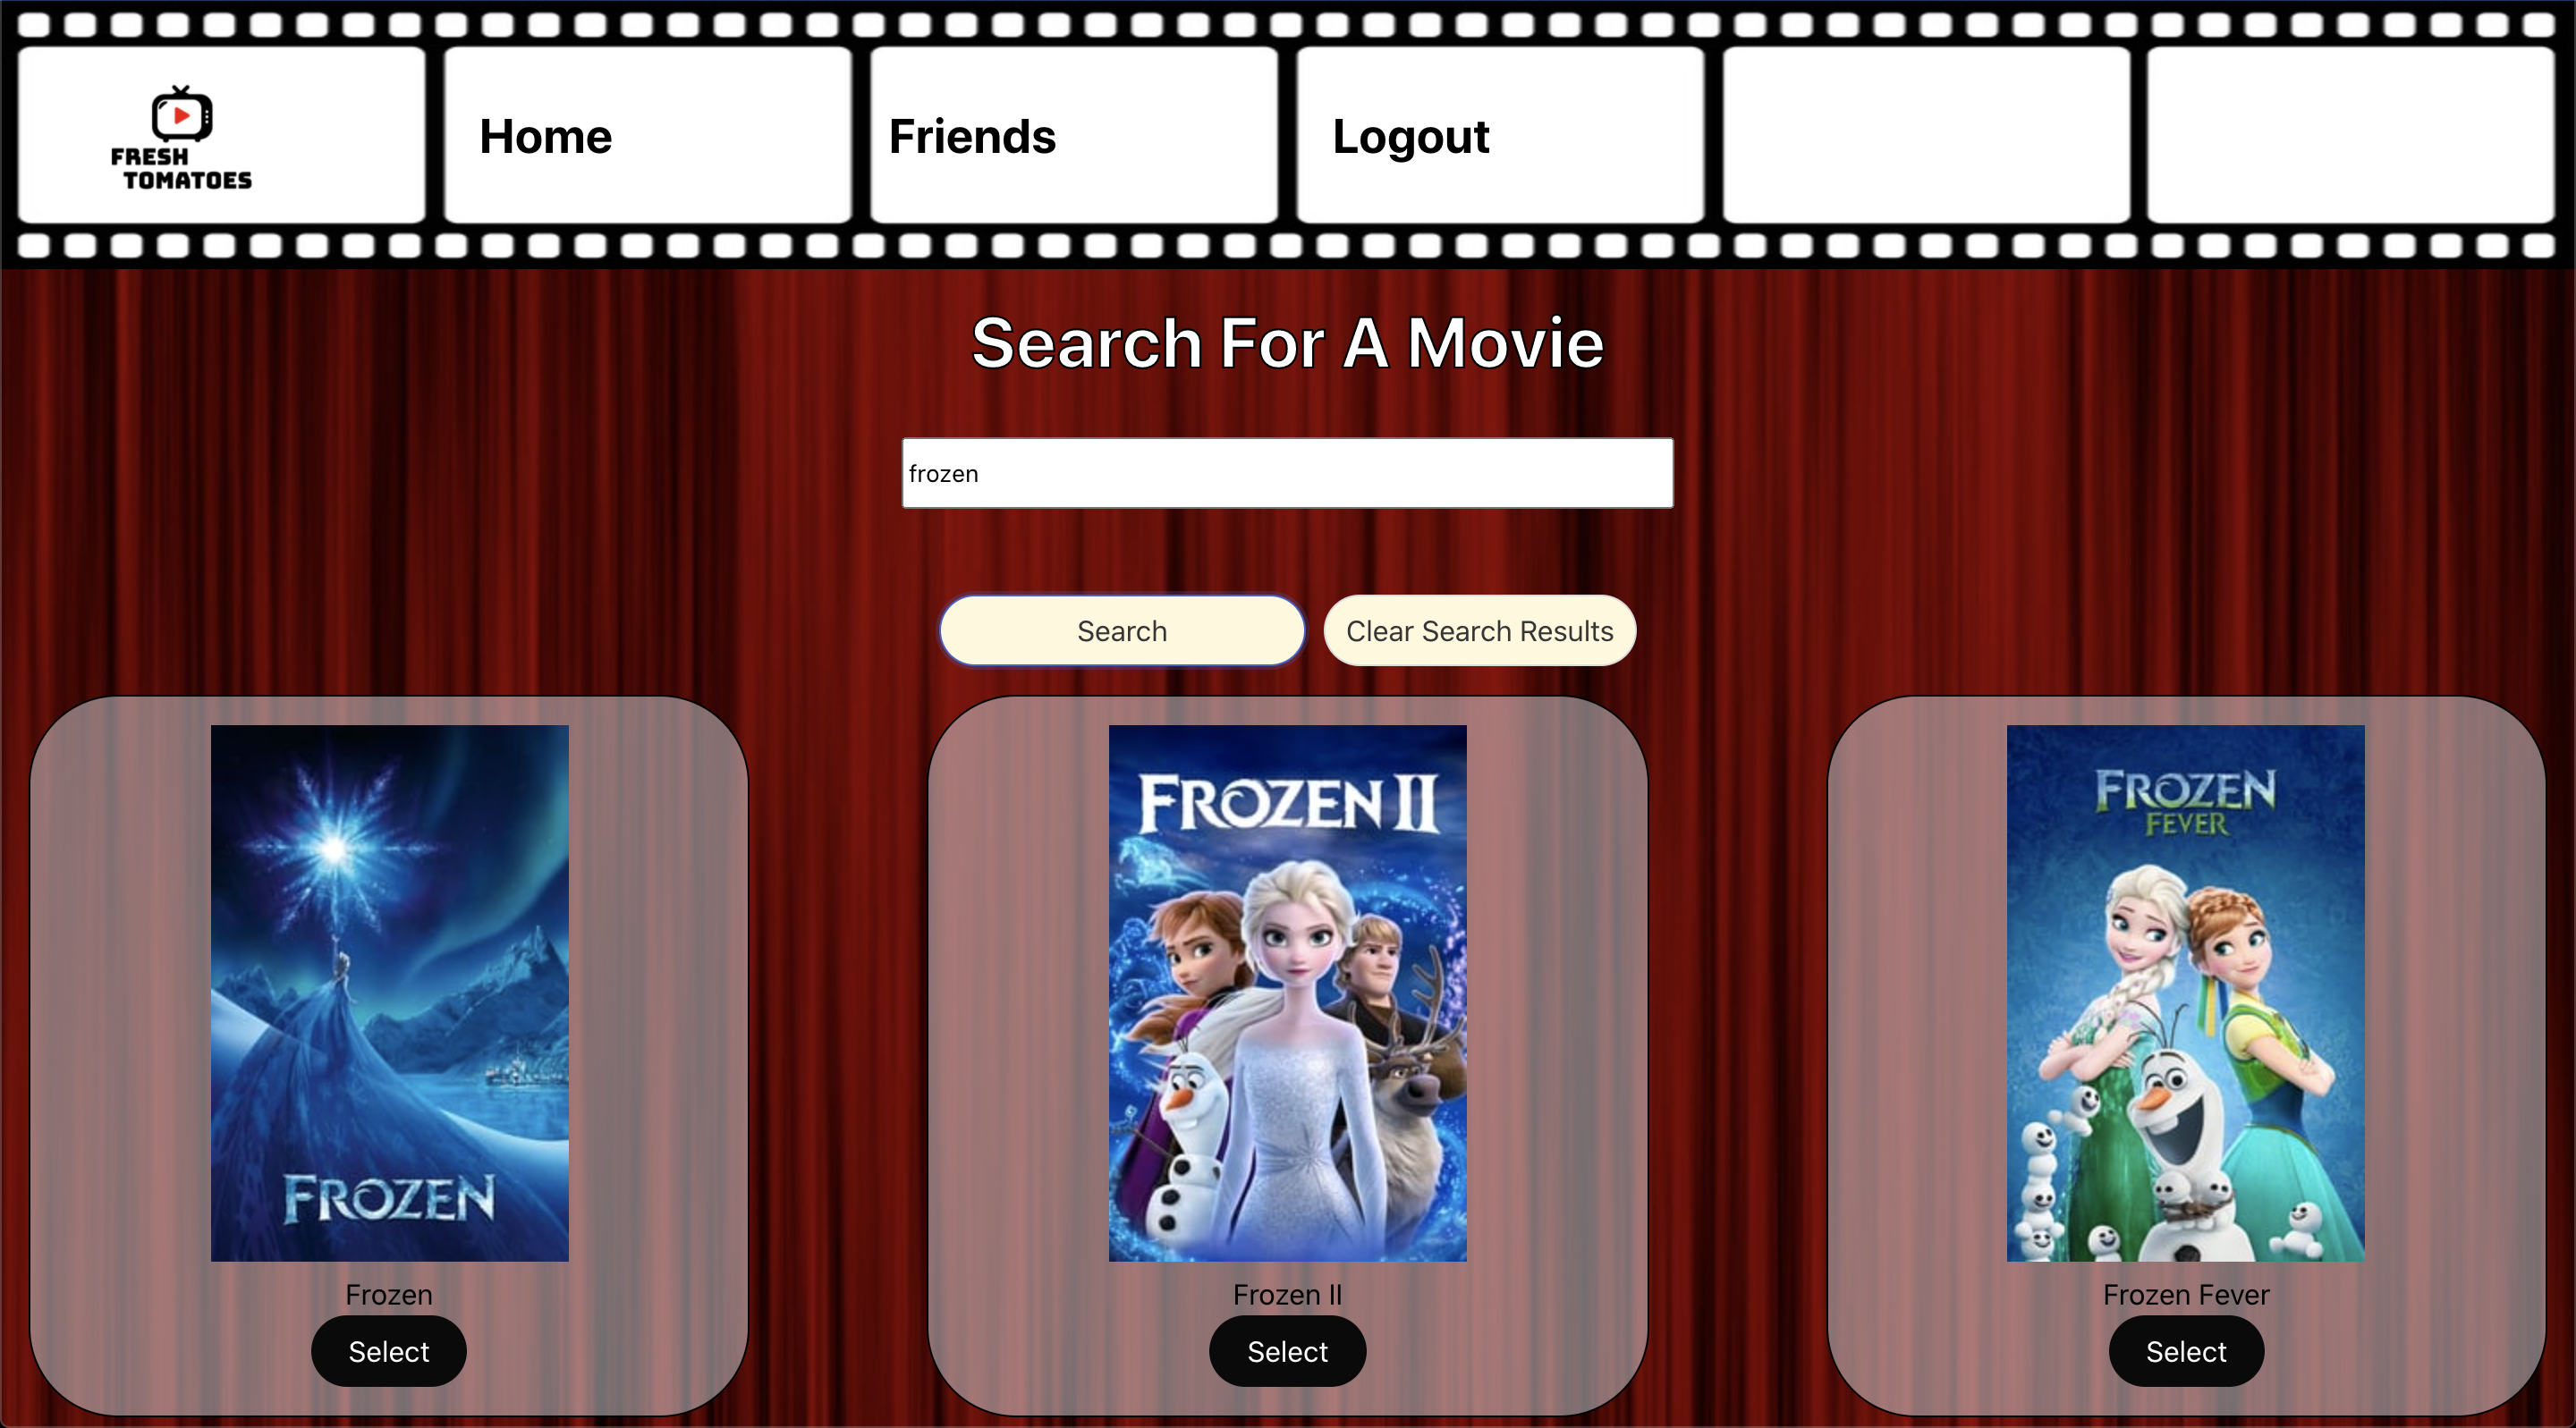 FRESH
TOMATOES
Home
Friends
Logout
Search For A Movie
frozen
Search
Clear Search Results
FROZEN
FROZEN II
FROZEN
FEVER
Frozen
Frozen II
Frozen Fever
Select
Select
Select